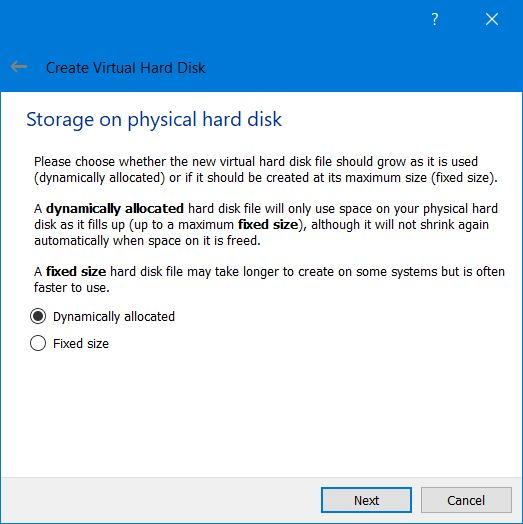 ?
Create Virtual Hard Disk
Storage on physical hard disk
Please choose whether the new virtual hard disk file should grow as it is used
(dynamically allocated) or if it should be created at its maximum size (fixed size).
A dynamically allocated hard disk file will only use space on your physical hard
disk as it fills up (up to a maximum fixed size), although it will not shrink again
automatically when space on it is freed.
A fixed size hard disk file may take longer to create on some systems but is often
faster to use.
Dynamically allocated
Fixed size
Next Cancel